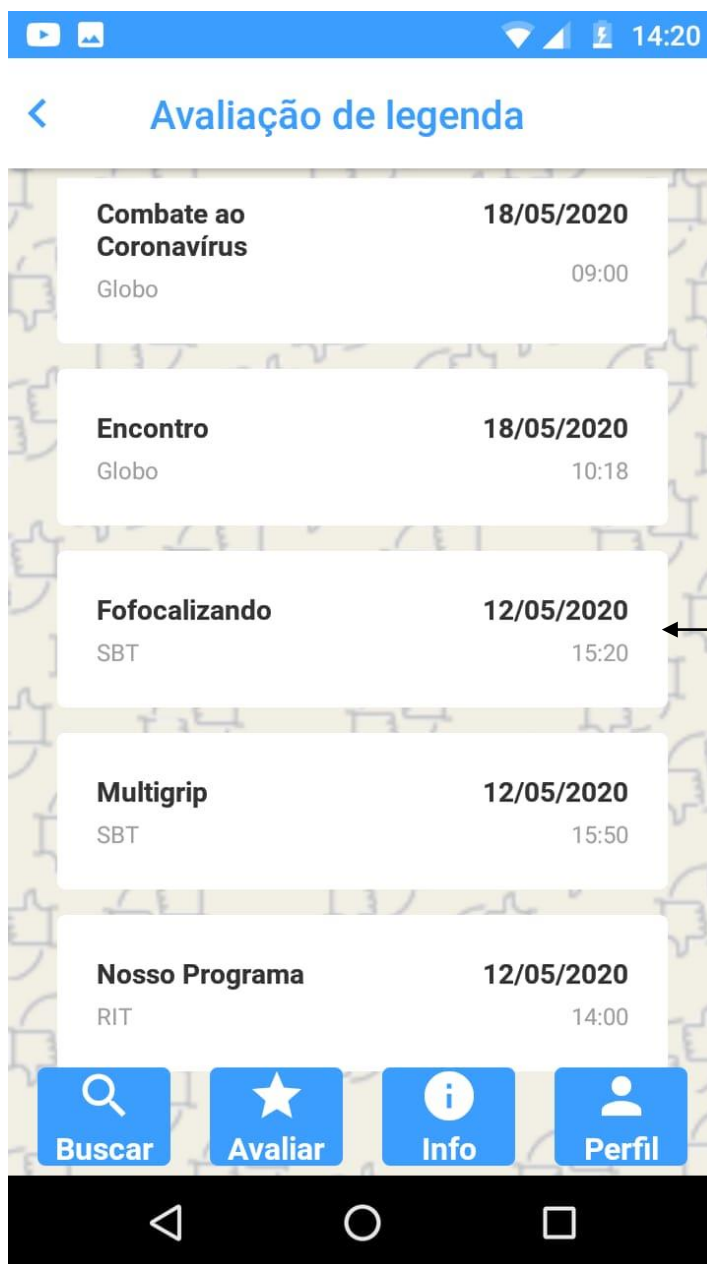 14:20
Avaliação de legenda
Combate ao 18/05/2020
Coronavírus
Globo 09:00
Encontro 18/05/2020
Globo 10:18
Fofocalizando 12/05/2020
SBT 15:20
Multigrip 12/05/2020
SBT 15:50
Nosso Programa 12/05/2020
RIT 14:00
Buscar Avaliar Info Perfil